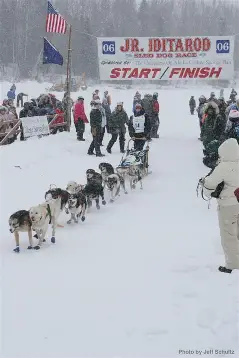 06 JR. IDITAROD 06
SLED DOG RACE
START/FINISH
Photo by Jeff Schultz